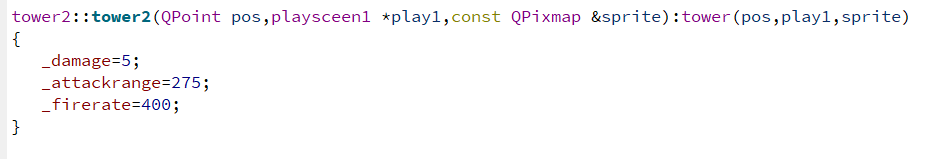 tower2::tower2(QPoint pos,playsceen1 *play1,const QPixmap &sprite):tower(pos,play1,sprite)
{
    _damage=5;
    _attackrange=275;
    _firerate=400;
}